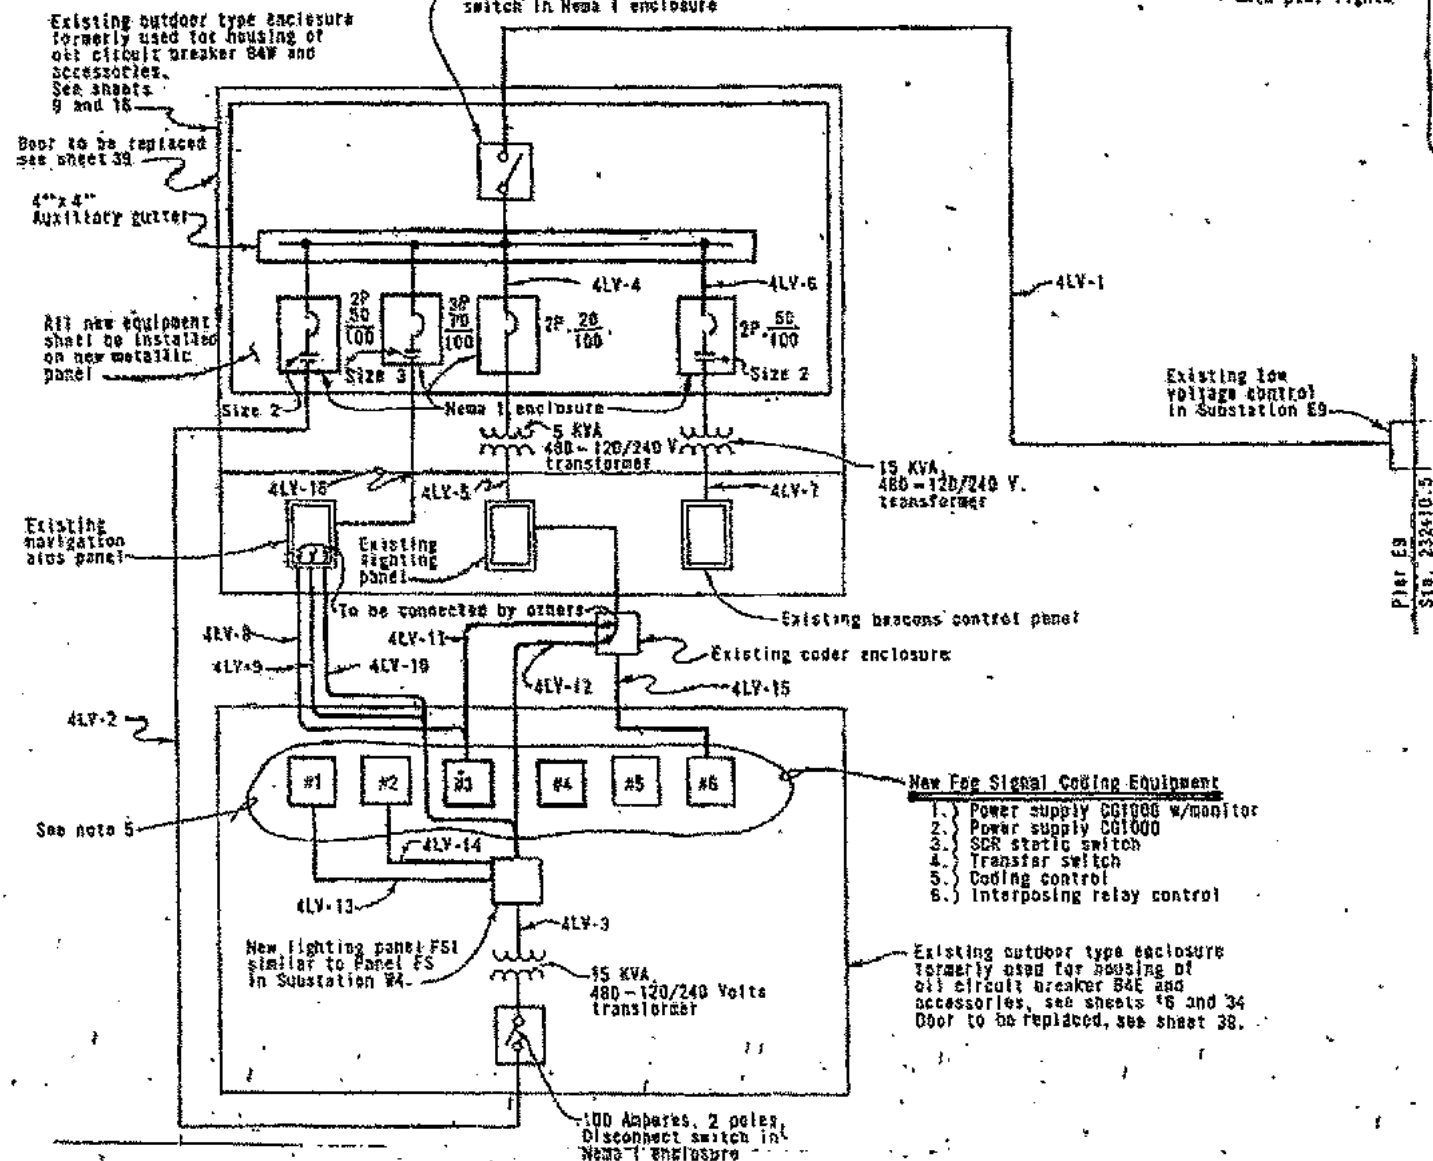 switch in Nema 1 enclosure
Existing outdoor type enclosure
formerly used for housing of
oil circuit breaker 84W and
accessories.
See sheets
9 and 16
Door to be replaced
see sheet 39
4"x 4"
Auxiliary gutter
4LV-4
4LV-6
4LV-1
2P
50
100
3P
70
100
2P. 20
100
2P. 50
100
All new equipment
shall be installed
on new metallic
panel
Size 3
Size 2
Size 2
Nema 1 enclosure
5 KVA
480-120/240 V.
transformer
15 KVA,
480-120/240 V.
transformer
Existing low
voltage control
in Substation E9
Pier E9
Sta. 232+10.5
4LV-16
4LV-5
4LV-7
Existing
navigation
aids panel
Existing
lighting
panel
To be connected by others
Existing beacons control panel
4LV-8
4LV-11
4LV-9
4LV-10
Existing coder enclosure
4LV-12
4LV-15
4LV-2
#1
#2
#3
#4
#5
#6
See note 5
New Fog Signal Coding Equipment
1.) Power supply CG1000 w/monitor
2.) Power supply CG1000
3.) SCR static switch
4.) Transfer switch
5.) Coding control
6.) Interposing relay control
4LV-14
4LV-13
4LV-3
New lighting panel FS1
similar to Panel FS
in Substation W4.
15 KVA,
480-120/240 Volts
transformer
Existing outdoor type enclosure
formerly used for housing of
oil circuit breaker 84E and
accessories, see sheets 16 and 34
Door to be replaced, see sheet 38.
100 Amperes, 2 poles,
Disconnect switch in
Nema 1 enclosure